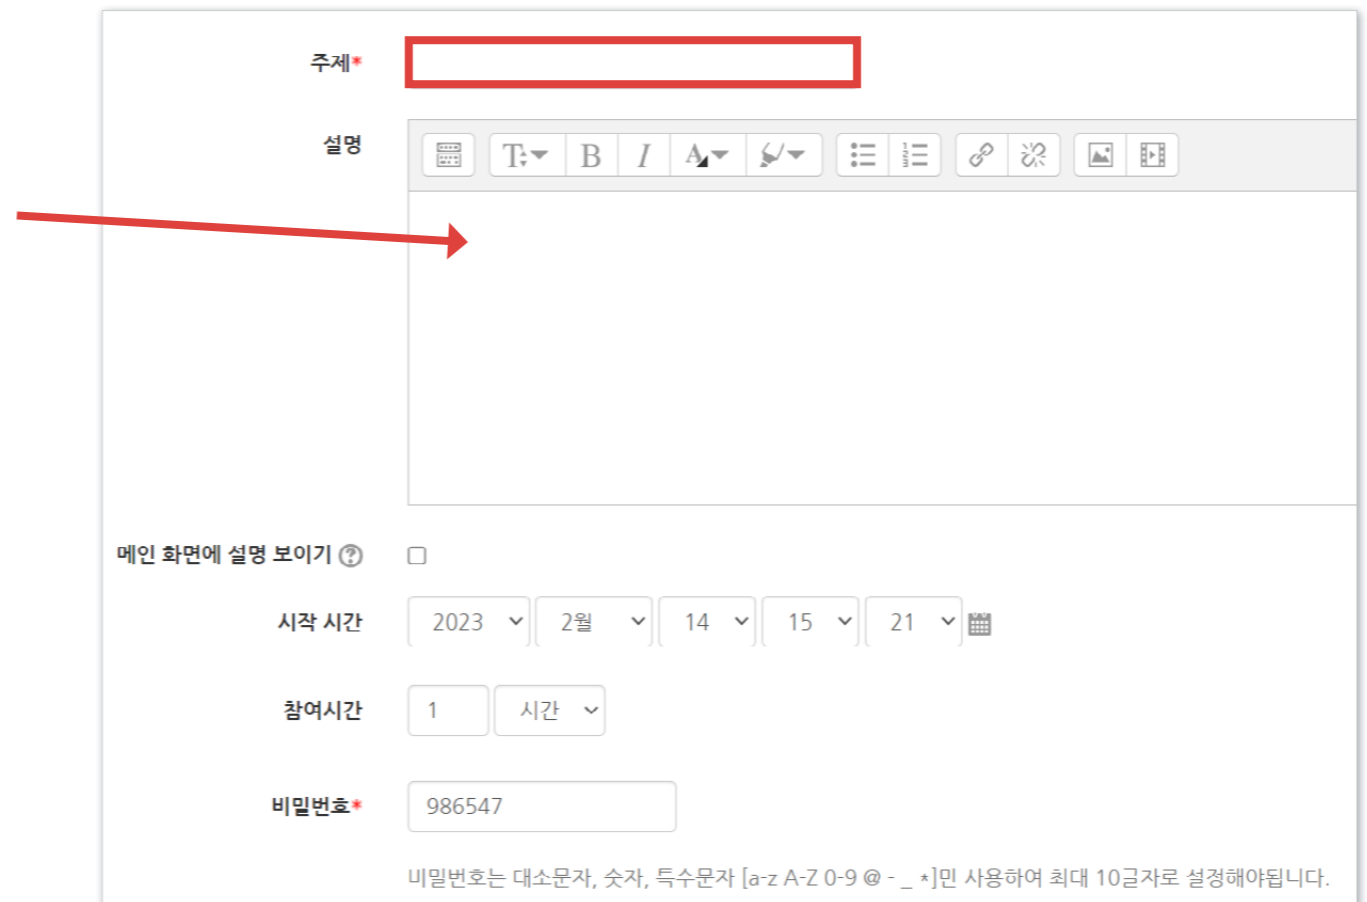 주제*
설명
메인 화면에 설명 보이기
시작 시간 2023 2월 14 15 21
참여시간 1 시간
비밀번호* 986547
비밀번호는 대소문자, 숫자, 특수문자 [a-z A-Z 0-9 @ - _ *]민 사용하여 최대 10글자로 설정해야됩니다.